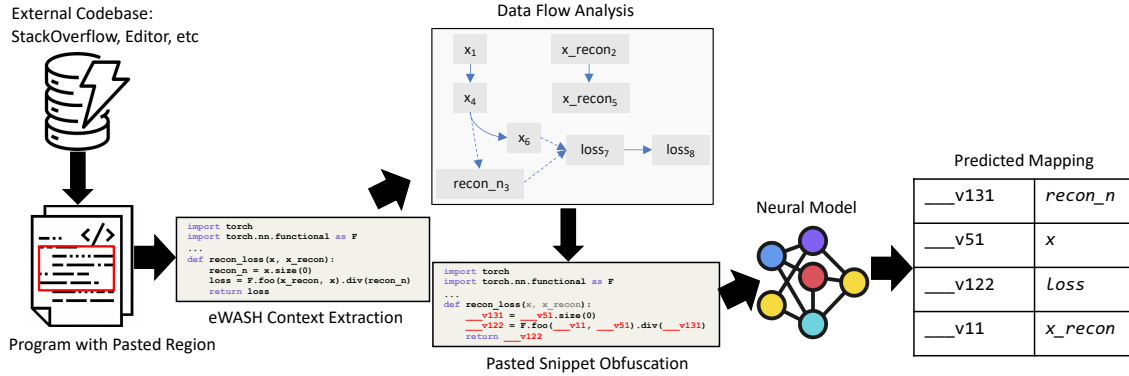 External Codebase:
StackOverflow, Editor, etc
Data Flow Analysis
x1
x_recon2
x4
x_recon5
x6
loss7
loss8
recon_n3
</>
Program with Pasted Region
import torch
import torch.nn.functional as F
...
def recon_loss(x, x_recon):
recon_n = x.size(0)
loss = F.foo(x_recon, x).div(recon_n)
return loss
eWASH Context Extraction
import torch
import torch.nn.functional as F
...
def recon_loss(x, x_recon):
___v131 = ___v51.size(0)
___v122 = F.foo(___v11, ___v51).div(___v131)
return ___v122
Pasted Snippet Obfuscation
Neural Model
Predicted Mapping
___v131 recon_n
___v51 x
___v122 loss
___v11 x_recon